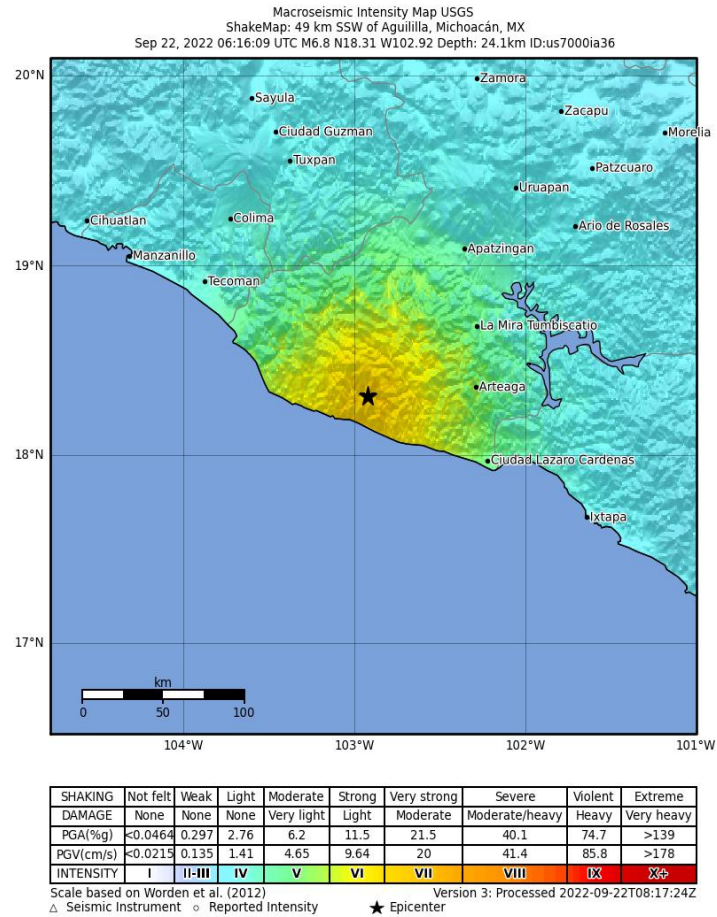 Macroseismic Intensity Map USGS
ShakeMap: 49 km SSW of Aguililla, Michoacán, MX
Sep 22, 2022 06:16:09 UTC M6.8 N18.31 W102.92 Depth: 24.1km ID:us7000ia36
20°N
Zamora
Sayula
Zacapu
Ciudad Guzman
Morelia
Tuxpan
Patzcuaro
Uruapan
Cihuatlan
Colima
Ario de Rosales
Manzanillo
Apatzingan
19°N
Tecoman
La Mira Tumbiscatio
Arteaga
18°N
Ciudad Lazaro Cardenas
Ixtapa
17°N
km
0 50 100
104°W 103°W 102°W 101°W
SHAKING Not felt Weak Light Moderate Strong Very strong Severe Violent Extreme
DAMAGE None None None Very light Light Moderate Moderate/heavy Heavy Very heavy
PGA(%g) <0.0464 0.297 2.76 6.2 11.5 21.5 40.1 74.7 >139
PGV(cm/s) <0.0215 0.135 1.41 4.65 9.64 20 41.4 85.8 >178
INTENSITY I II-III IV V VI VII VIII IX X+
Scale based on Worden et al. (2012) Version 3: Processed 2022-09-22T08:17:24Z
△ Seismic Instrument ○ Reported Intensity ★ Epicenter